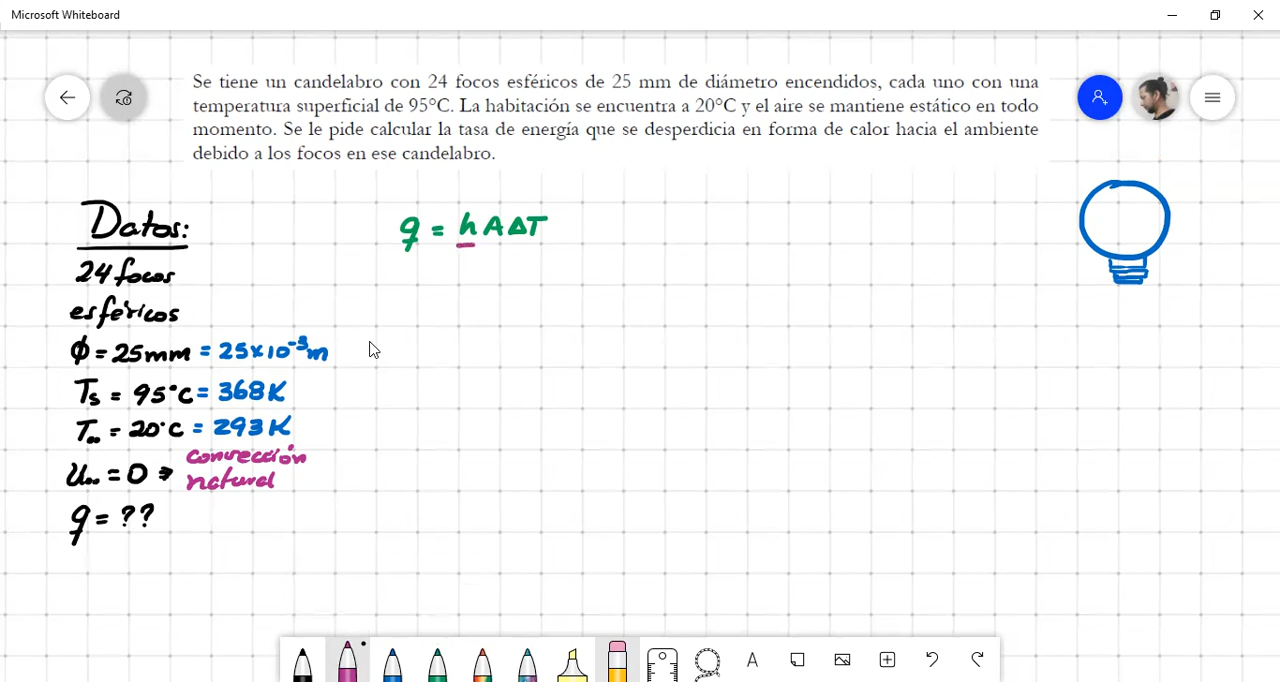 Microsoft Whiteboard
Se tiene un candelabro con 24 focos esféricos de 25 mm de diámetro encendidos, cada uno con una
temperatura superficial de 95°C. La habitación se encuentra a 20°C y el aire se mantiene estático en todo
momento. Se le pide calcular la tasa de energía que se desperdicia en forma de calor hacia el ambiente
debido a los focos en ese candelabro.
Datos:
q = hAΔT
24 focos
esféricos
ϕ = 25mm = 25×10⁻³m
Ts = 95°C = 368K
T∞ = 20°C = 293K
U∞ = 0 → convección
natural
q = ??
A